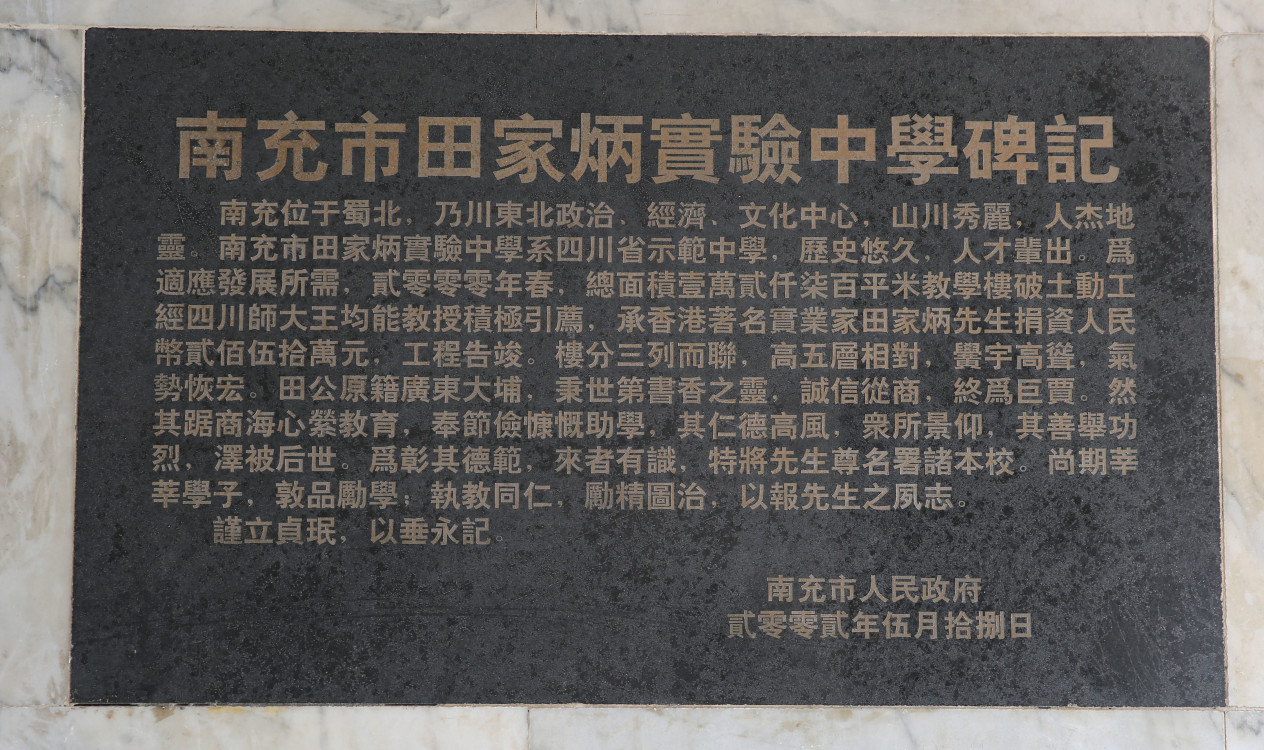 南充市田家炳實驗中學碑記
南充位于蜀北，乃川東北政治、經濟、文化中心，山川秀麗，人杰地
靈。南充市田家炳實驗中學系四川省示範中學，歷史悠久，人才輩出。爲
適應發展所需，貳零零零年春，總面積壹萬貳仟柒百平米教學樓破土動工
經四川師大王均能教授積極引薦，承香港著名實業家田家炳先生捐資人民
幣貳佰伍拾萬元，工程告竣。樓分三列而聯，高五層相對，黌宇高聳，氣
勢恢宏。田公原籍廣東大埔，秉世第書香之靈，誠信從商，終爲巨賈。然
其踞商海心縈教育，奉節儉慷慨助學，其仁德高風，衆所景仰，其善舉功
烈，澤被后世。爲彰其德範，來者有識，特將先生尊名署諸本校。尚期莘
莘學子，敦品勵學；執教同仁，勵精圖治，以報先生之夙志。
謹立貞珉，以垂永記。
南充市人民政府
貳零零貳年伍月拾捌日